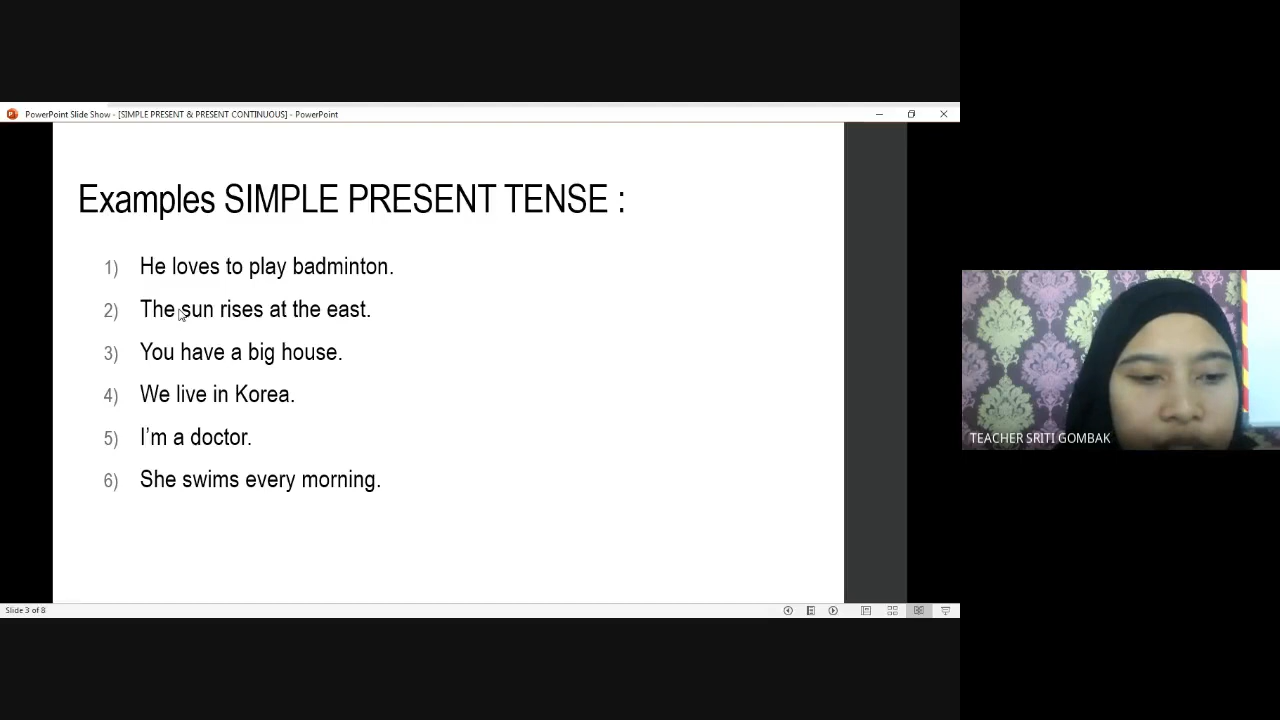 PowerPoint Slide Show - [SIMPLE PRESENT & PRESENT CONTINUOUS] - PowerPoint
Examples SIMPLE PRESENT TENSE :
1) He loves to play badminton.
2) The sun rises at the east.
3) You have a big house.
4) We live in Korea.
5) I'm a doctor.
6) She swims every morning.
TEACHER SRITI GOMBAK
Slide 3 of 8